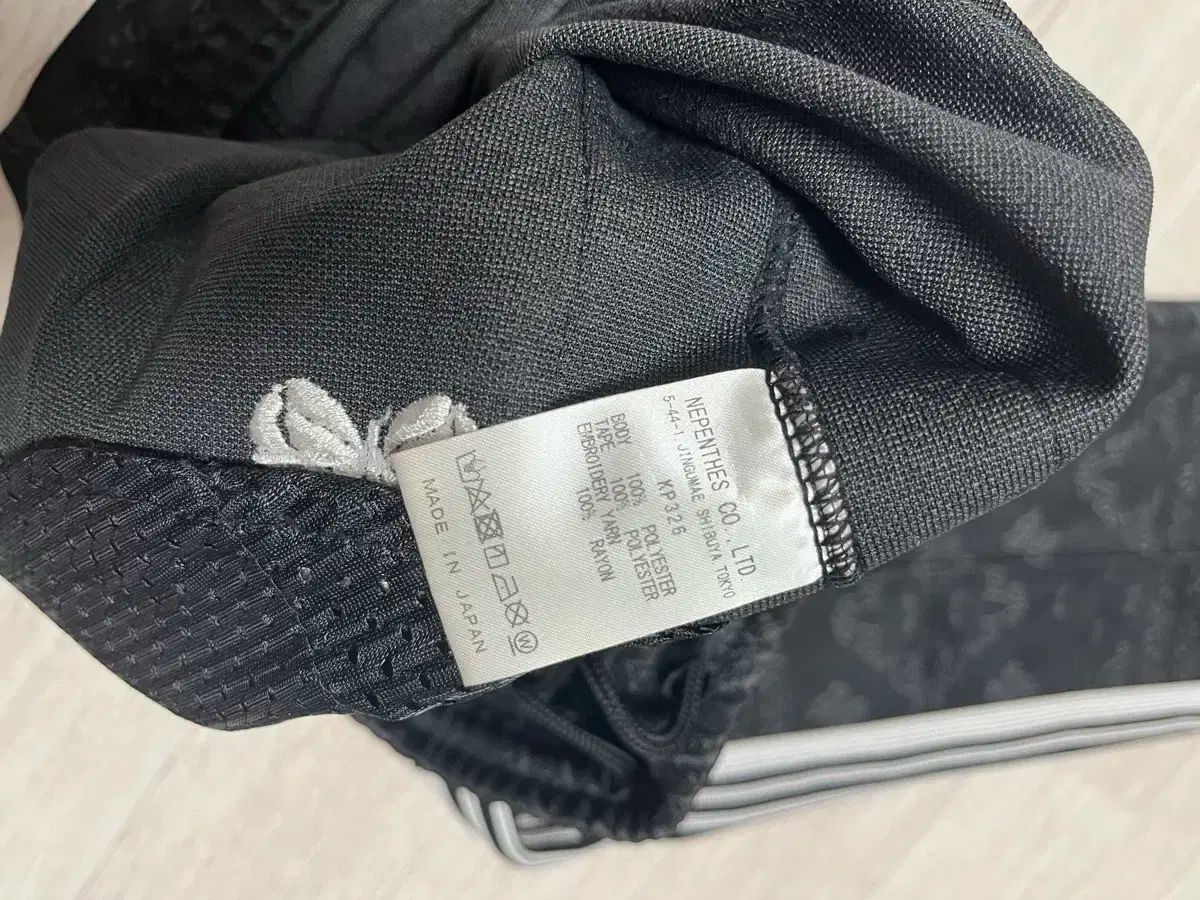 NEPENTHES CO.,LTD
5-44-1 JINGUMAE SHIBUYA TOKYO
KP326
BODY 100% POLYESTER
TAPE 100% POLYESTER
EMBROIDERY YARN
100% RAYON
W
MADE IN JAPAN